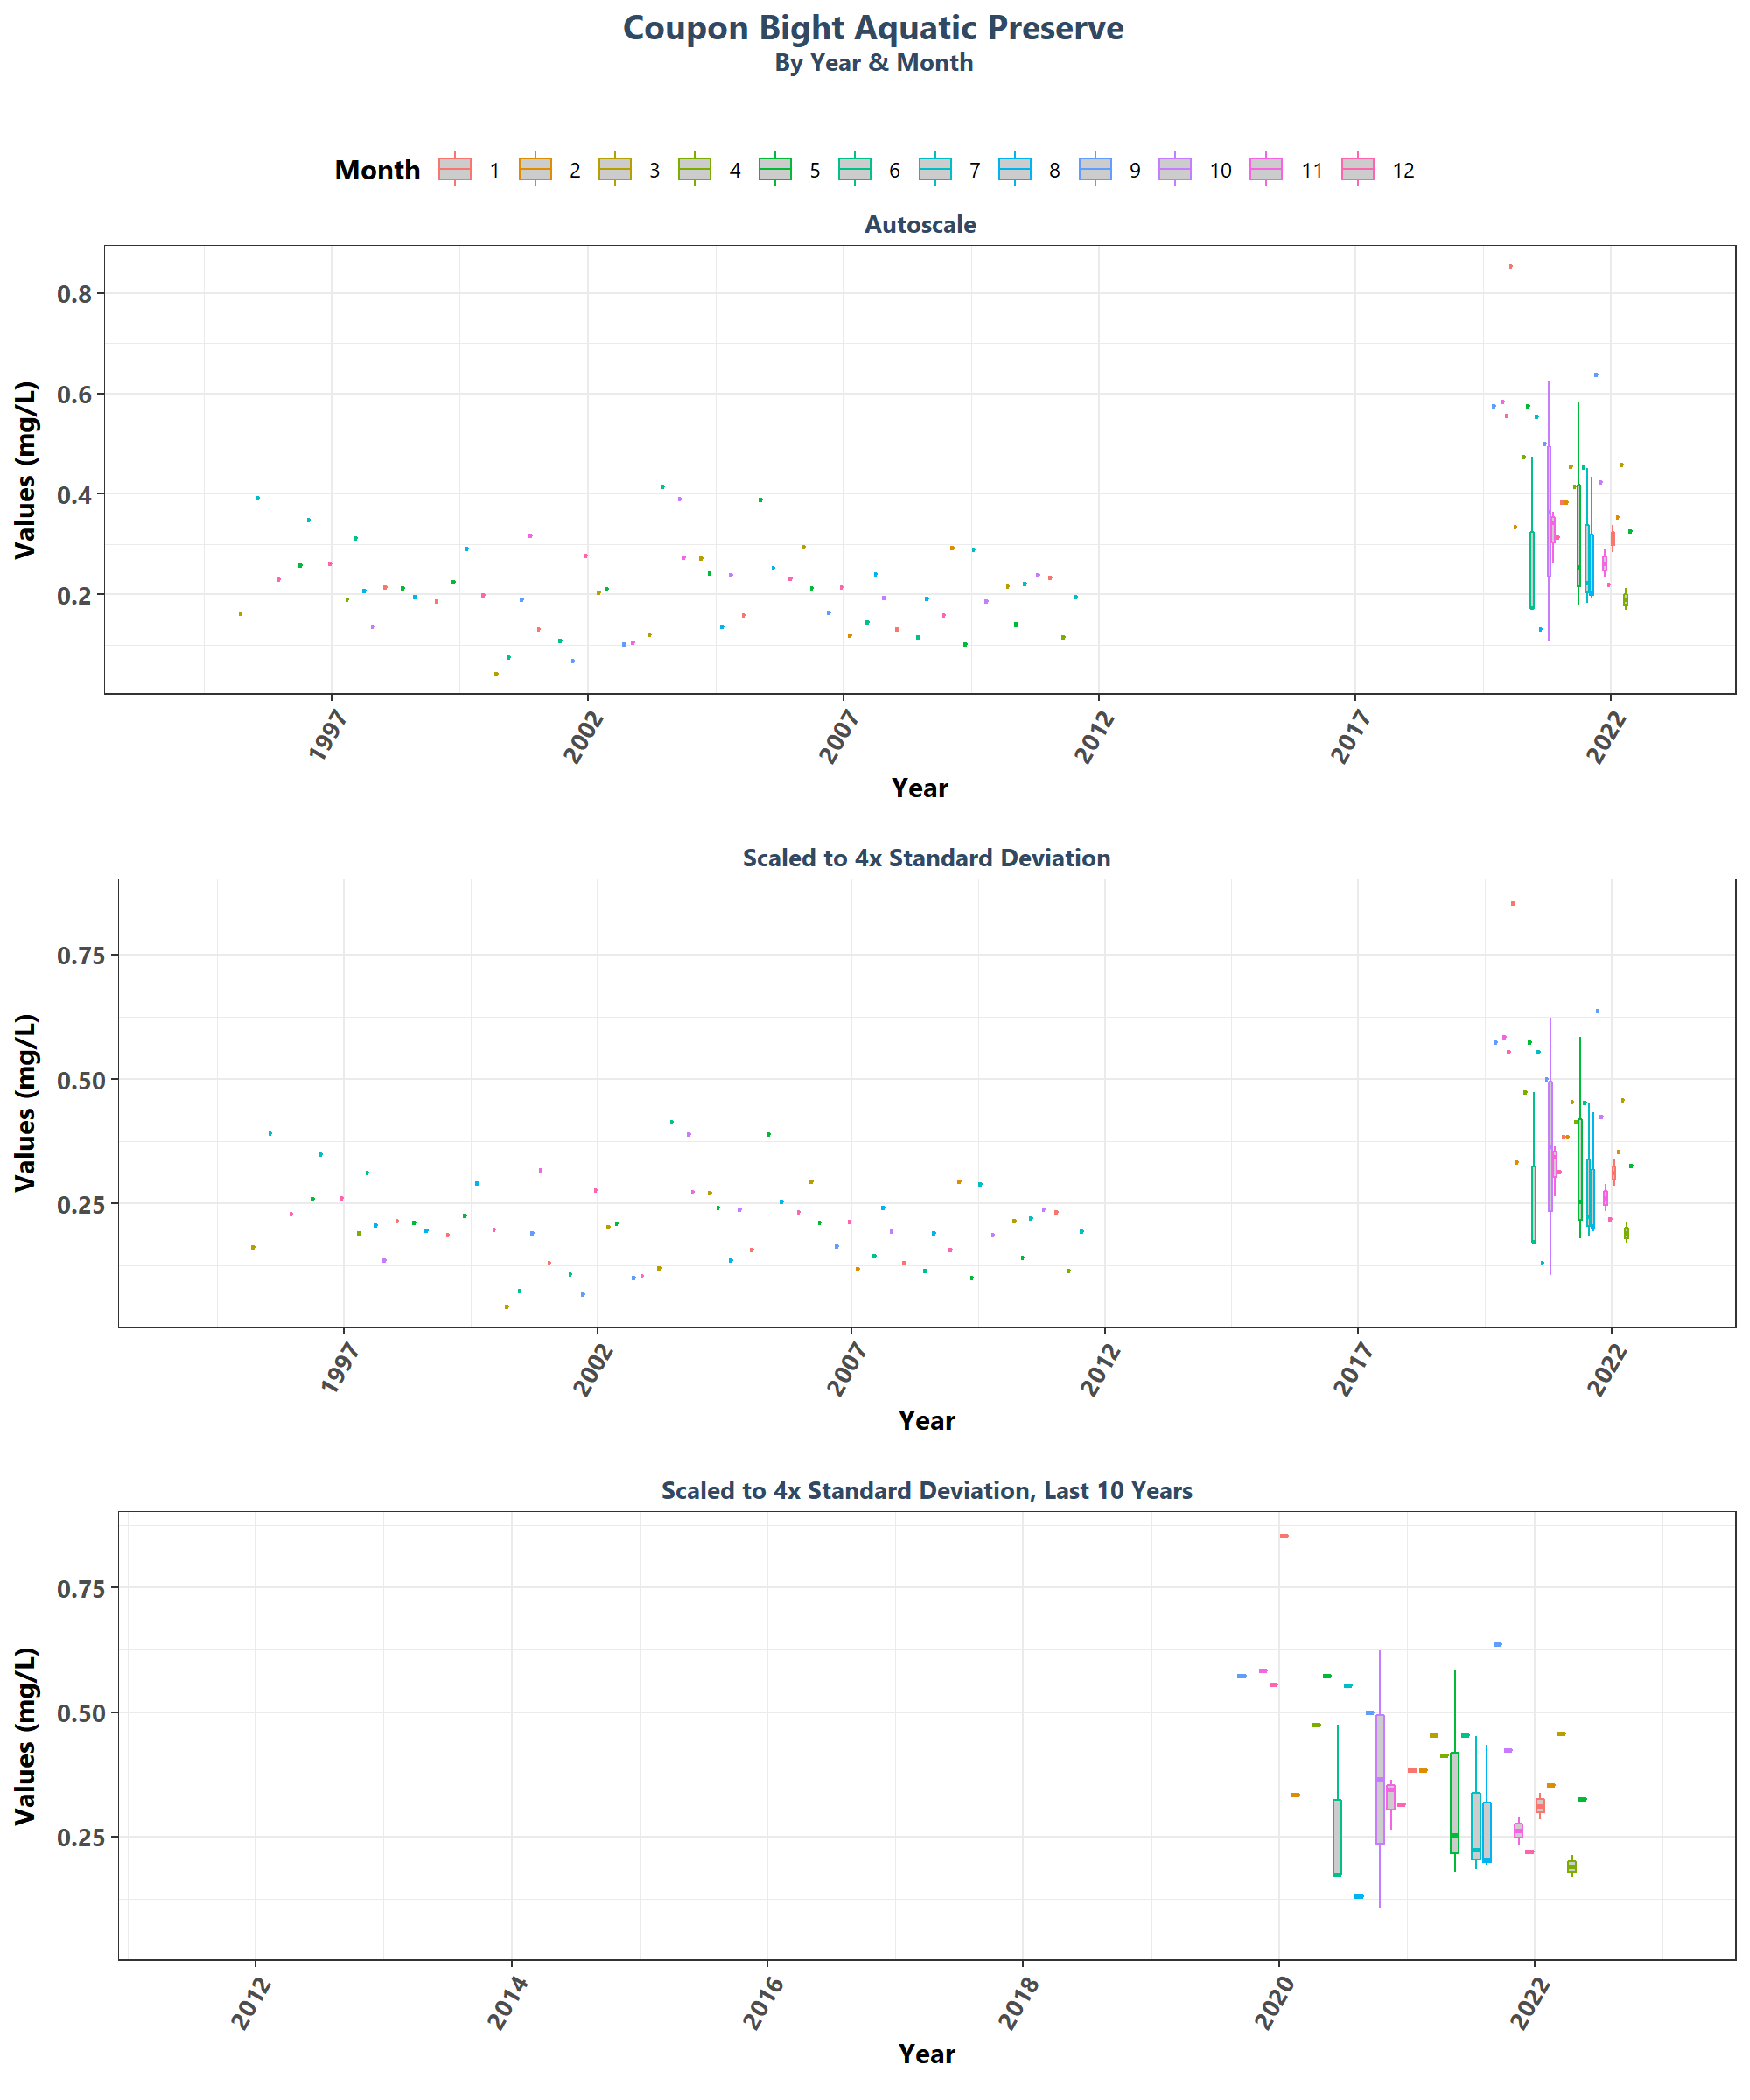 Coupon Bight Aquatic Preserve
By Year & Month
Month 1 2 3 4 5 6 7 8 9 10 11 12
Autoscale
Values (mg/L)
0.8
0.6
0.4
0.2
1997 2002 2007 2012 2017 2022
Year
Scaled to 4x Standard Deviation
Values (mg/L)
0.75
0.50
0.25
1997 2002 2007 2012 2017 2022
Year
Scaled to 4x Standard Deviation, Last 10 Years
Values (mg/L)
0.75
0.50
0.25
2012 2014 2016 2018 2020 2022
Year